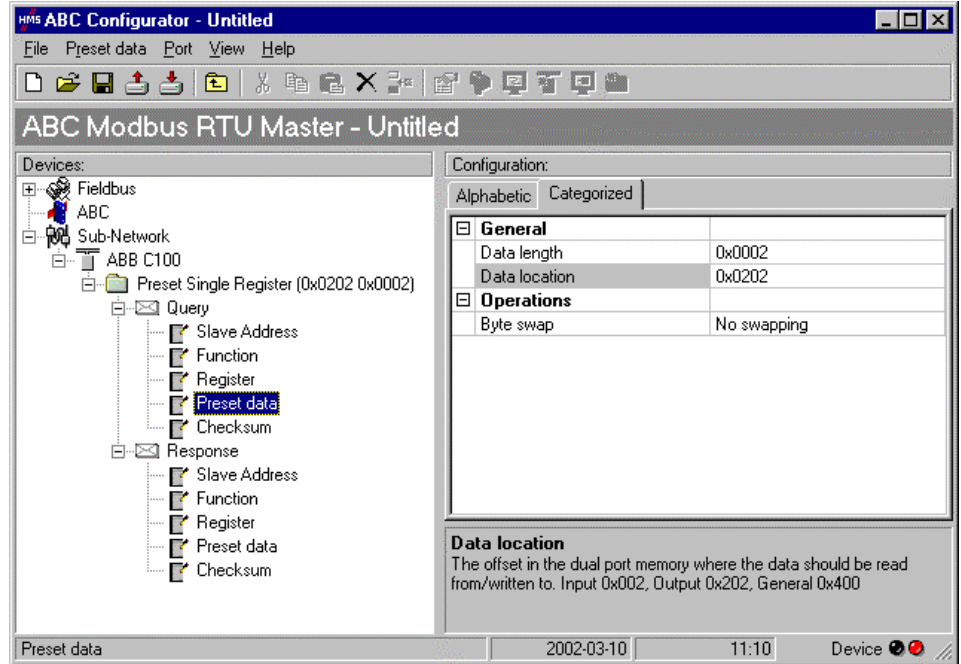 HMS ABC Configurator - Untitled
File Preset data Port View Help
ABC Modbus RTU Master - Untitled
Devices:
Fieldbus
ABC
Sub-Network
ABB C100
Preset Single Register (0x0202 0x0002)
Query
Slave Address
Function
Register
Preset data
Checksum
Response
Slave Address
Function
Register
Preset data
Checksum
Configuration:
Alphabetic Categorized
General
Data length 0x0002
Data location 0x0202
Operations
Byte swap No swapping
Data location
The offset in the dual port memory where the data should be read
from/written to. Input 0x002, Output 0x202, General 0x400
Preset data 2002-03-10 11:10 Device